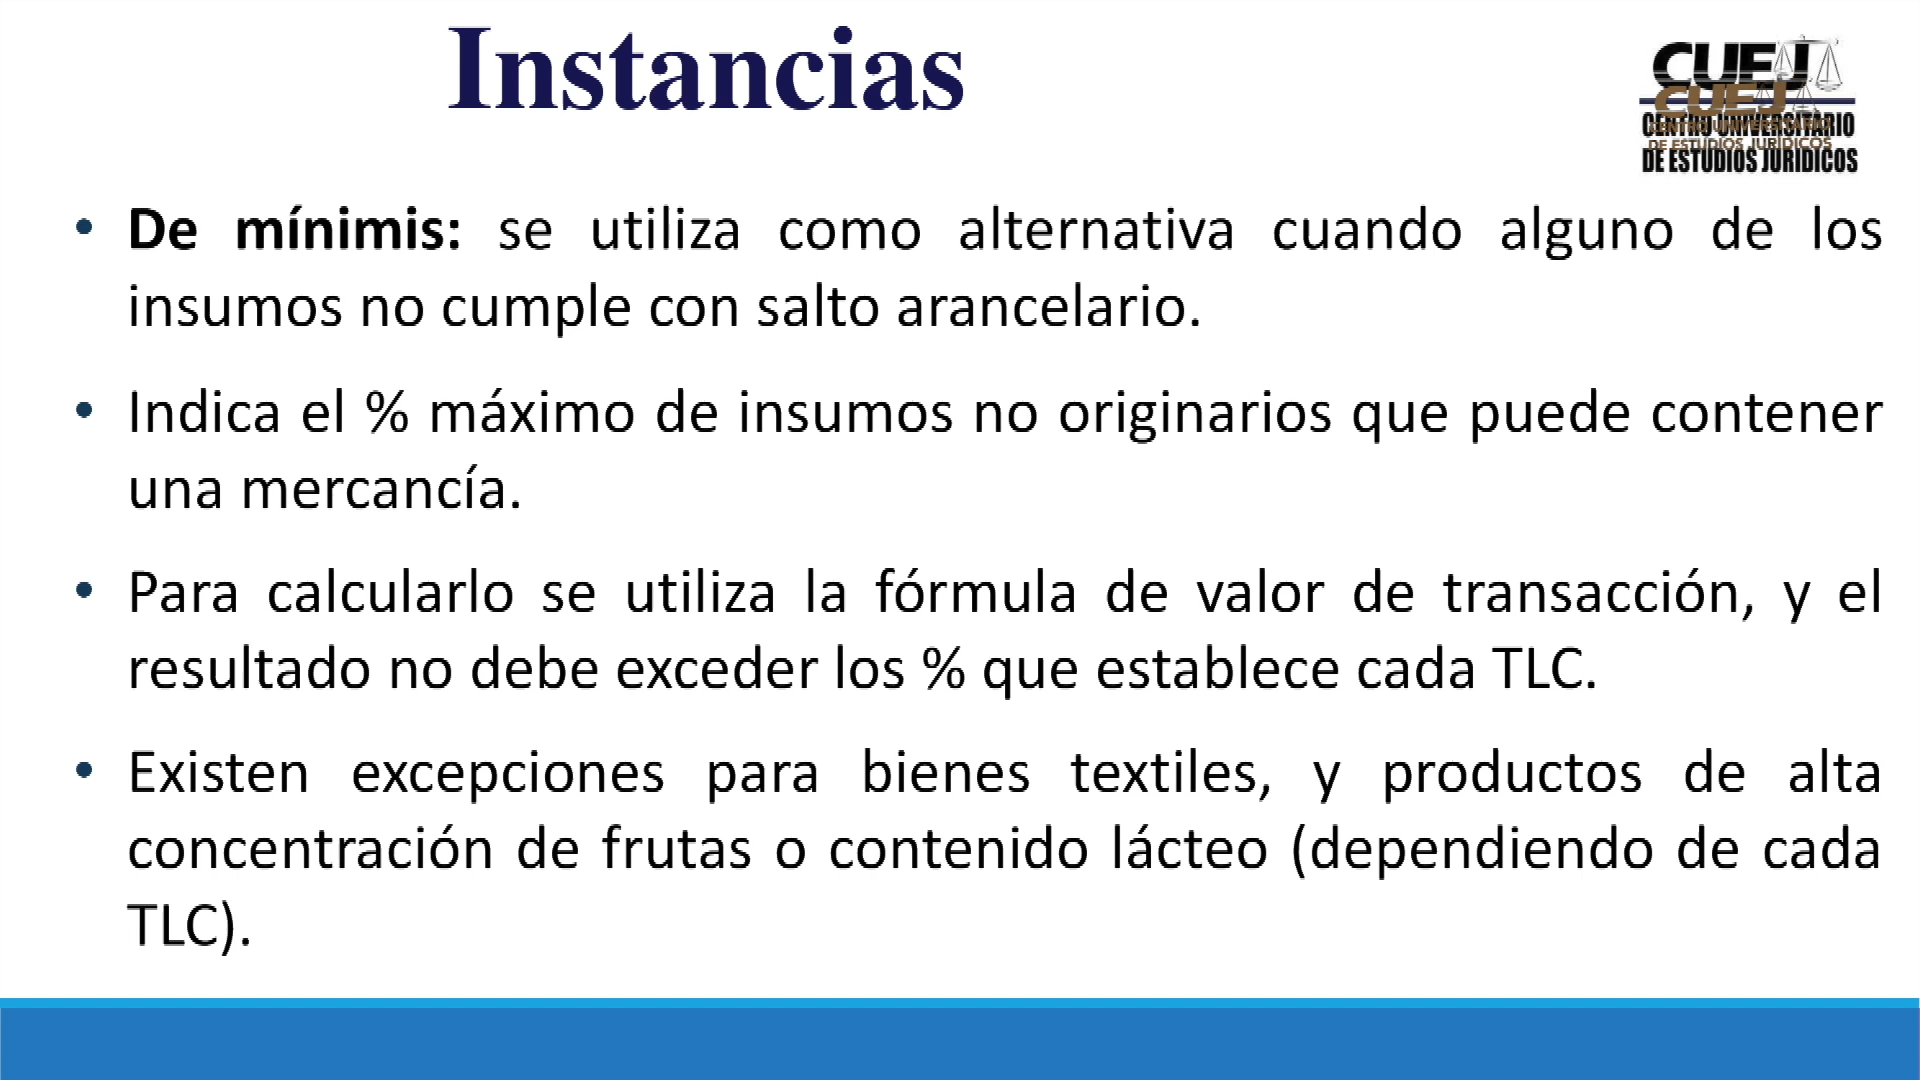 Instancias
CUEJ
CUEJ
CENTRO UNIVERSITARIO
CENTRO UNIVERSITARIO
DE ESTUDIOS JURÍDICOS
DE ESTUDIOS JURIDICOS
• De mínimis: se utiliza como alternativa cuando alguno de los
insumos no cumple con salto arancelario.
• Indica el % máximo de insumos no originarios que puede contener
una mercancía.
• Para calcularlo se utiliza la fórmula de valor de transacción, y el
resultado no debe exceder los % que establece cada TLC.
• Existen excepciones para bienes textiles, y productos de alta
concentración de frutas o contenido lácteo (dependiendo de cada
TLC).